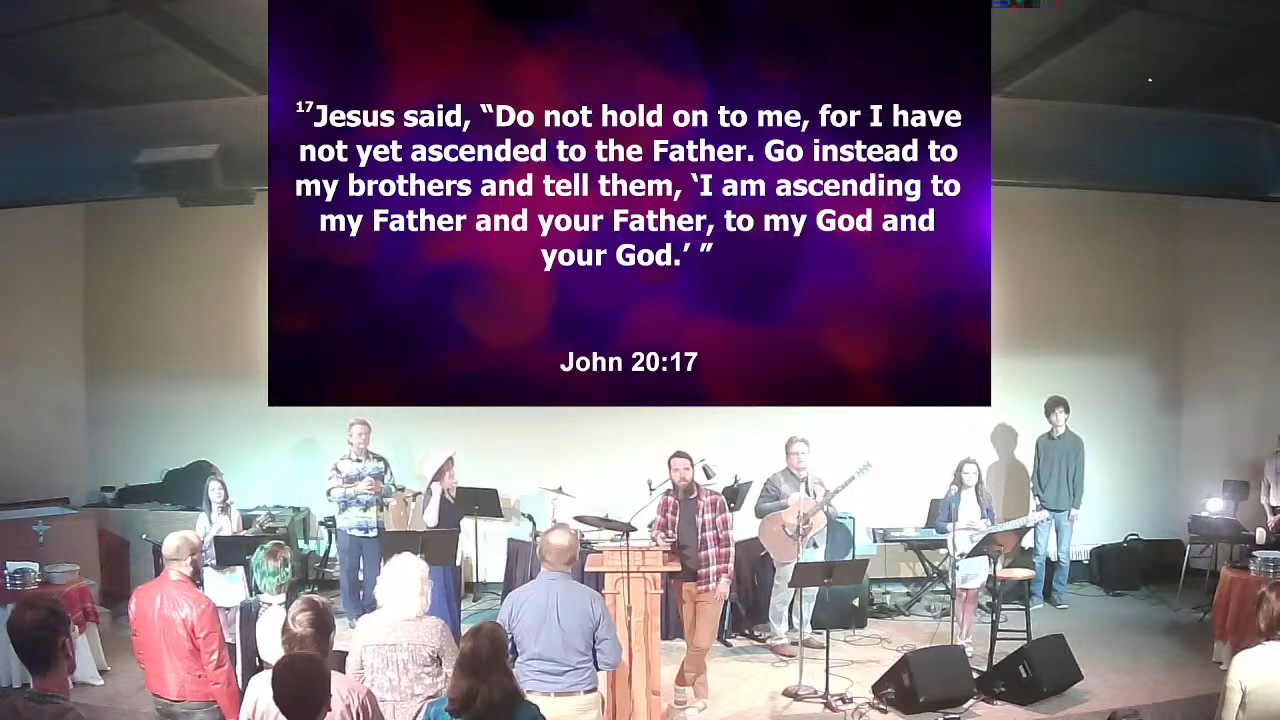 ¹⁷Jesus said, “Do not hold on to me, for I have
not yet ascended to the Father. Go instead to
my brothers and tell them, ‘I am ascending to
my Father and your Father, to my God and
your God.’ ”
John 20:17